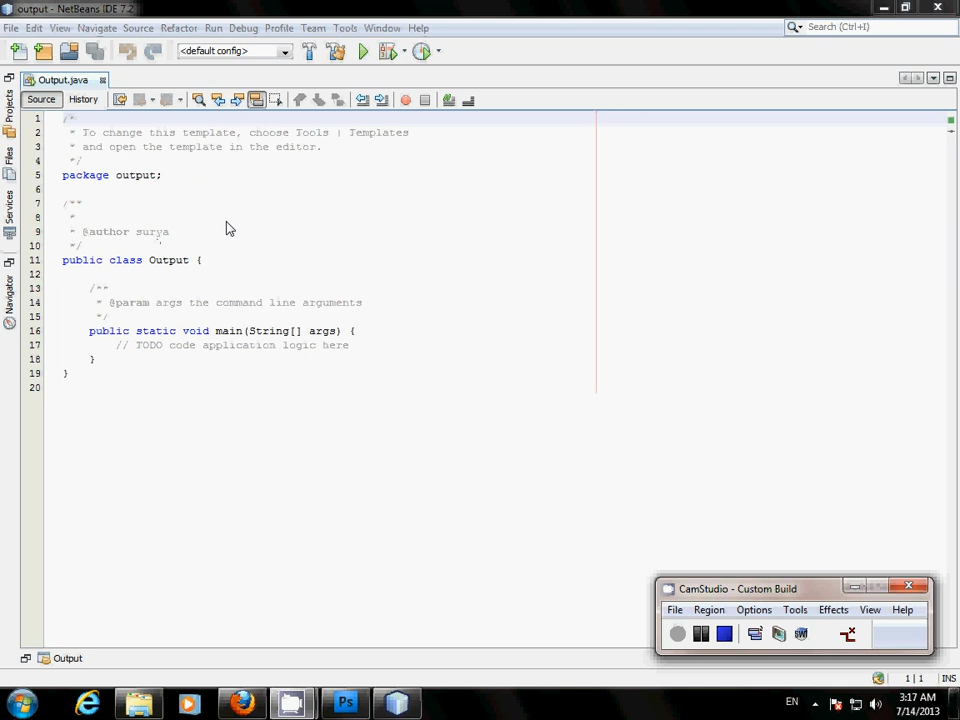 output - NetBeans IDE 7.2
File Edit View Navigate Source Refactor Run Debug Profile Team Tools Window Help
Search (Ctrl+I)
<default config>
Output.java
Source History
Projects
Files
Services
Navigator
1 /*
2 * To change this template, choose Tools | Templates
3 * and open the template in the editor.
4 */
5 package output;
6
7 /**
8 *
9 * @author surya
10 */
11 public class Output {
12
13 /**
14 * @param args the command line arguments
15 */
16 public static void main(String[] args) {
17 // TODO code application logic here
18 }
19 }
20
CamStudio - Custom Build
File Region Options Tools Effects View Help
SW
Output
1 | 1 INS
Ps
EN
3:17 AM
7/14/2013